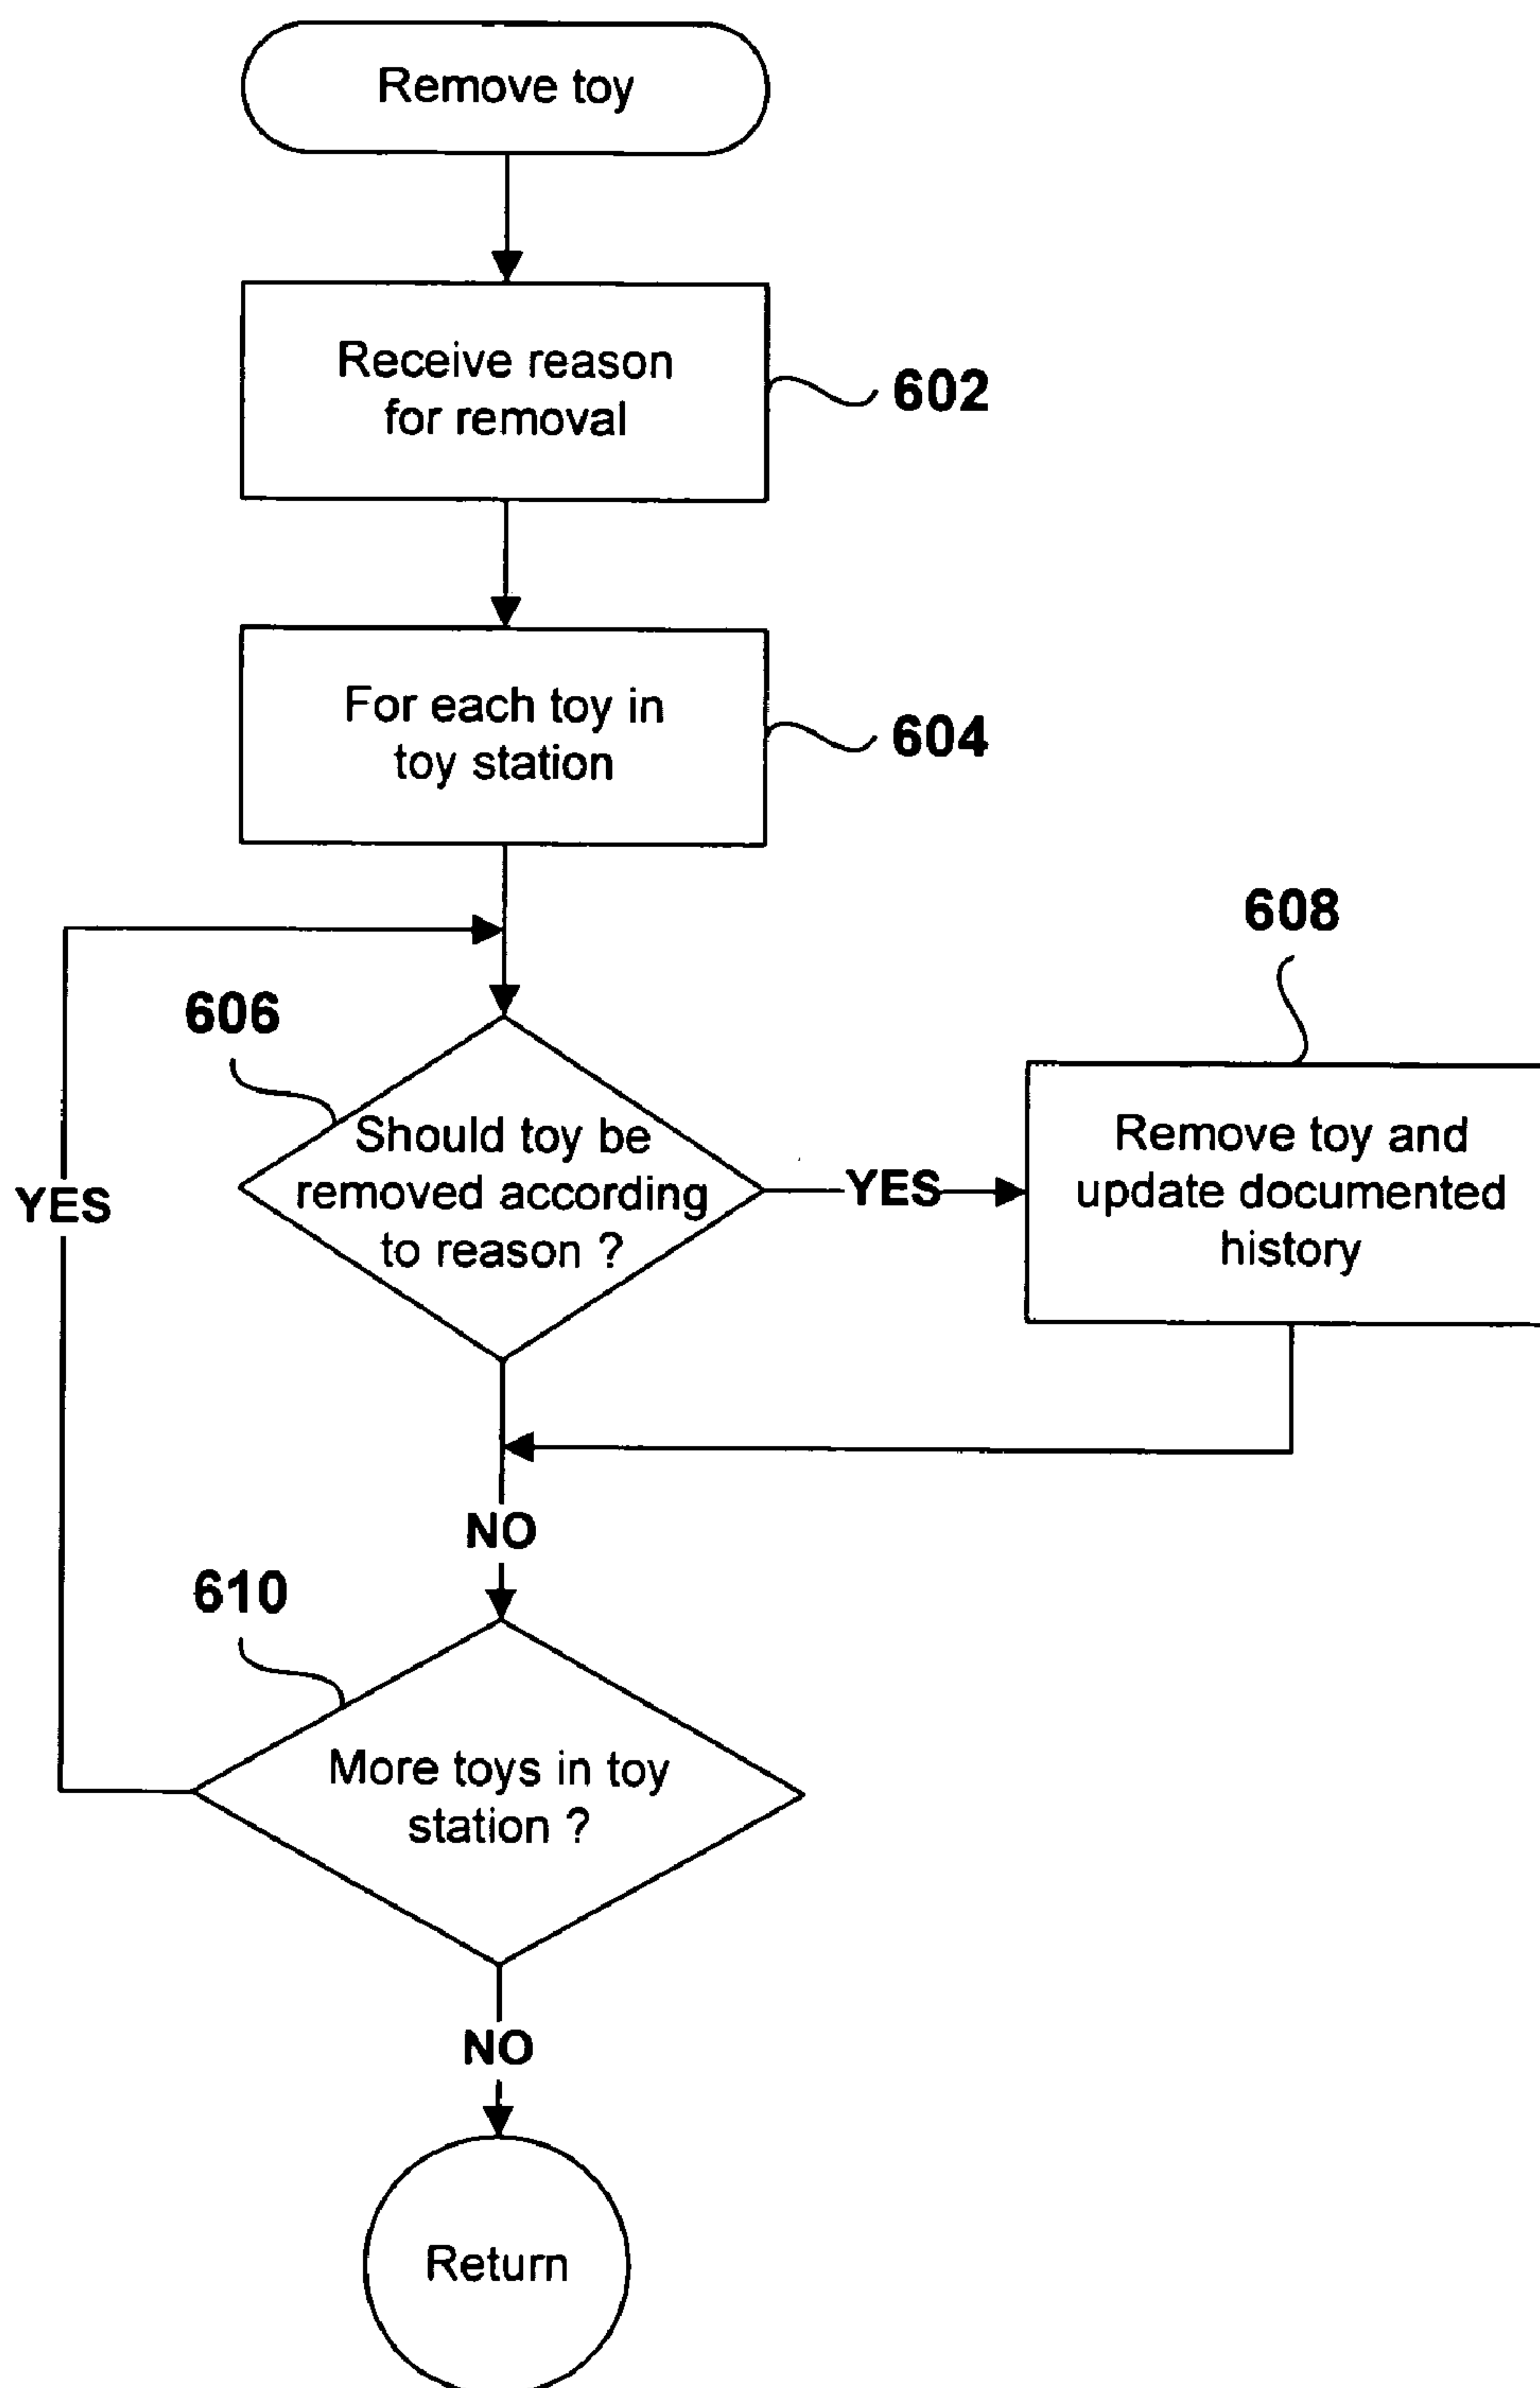 Remove toy
Receive reason
for removal
602
For each toy in
toy station
604
608
606
Should toy be
removed according
to reason ?
YES
Remove toy and
update documented
history
YES
NO
610
More toys in toy
station ?
NO
Return